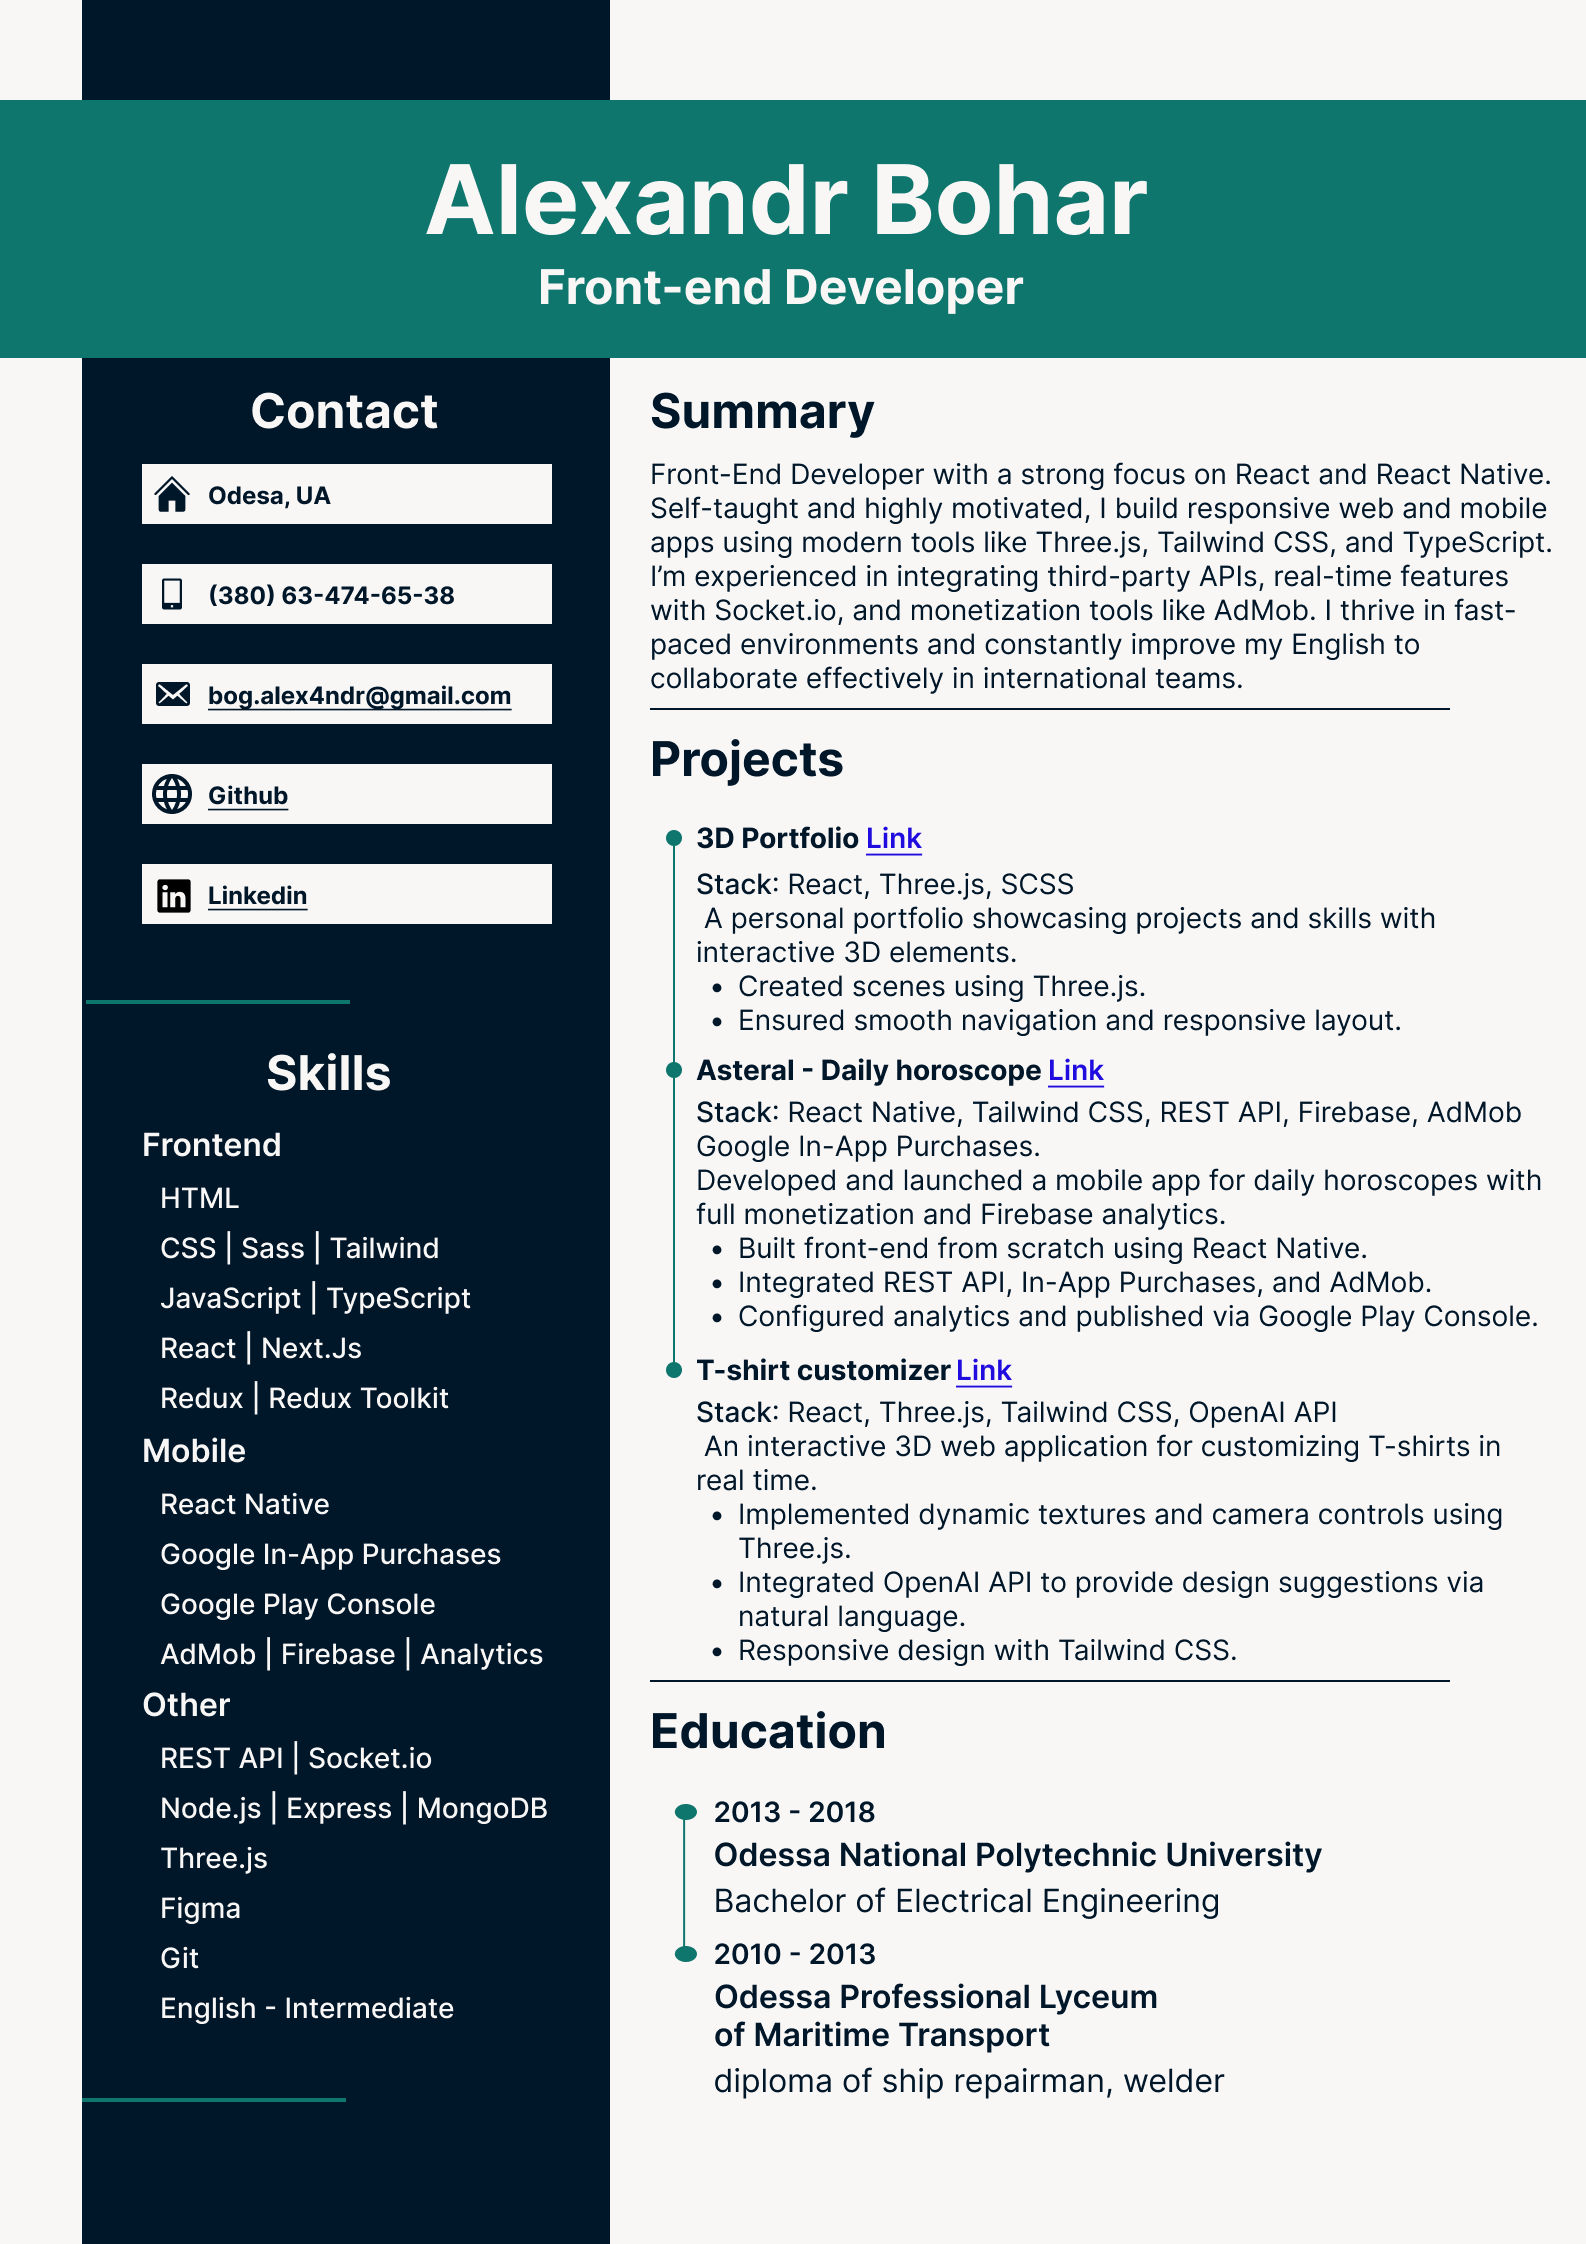 Alexandr Bohar
Front-end Developer
Contact
Odesa, UA
(380) 63-474-65-38
bog.alex4ndr@gmail.com
Github
Linkedin
Skills
Frontend
HTML
CSS | Sass | Tailwind
JavaScript | TypeScript
React | Next.Js
Redux | Redux Toolkit
Mobile
React Native
Google In-App Purchases
Google Play Console
AdMob | Firebase | Analytics
Other
REST API | Socket.io
Node.js | Express | MongoDB
Three.js
Figma
Git
English - Intermediate
Summary
Front-End Developer with a strong focus on React and React Native.
Self-taught and highly motivated, I build responsive web and mobile
apps using modern tools like Three.js, Tailwind CSS, and TypeScript.
I’m experienced in integrating third-party APIs, real-time features
with Socket.io, and monetization tools like AdMob. I thrive in fast-
paced environments and constantly improve my English to
collaborate effectively in international teams.
Projects
3D Portfolio Link
Stack: React, Three.js, SCSS
A personal portfolio showcasing projects and skills with
interactive 3D elements.
• Created scenes using Three.js.
• Ensured smooth navigation and responsive layout.
Asteral - Daily horoscope Link
Stack: React Native, Tailwind CSS, REST API, Firebase, AdMob
Google In-App Purchases.
Developed and launched a mobile app for daily horoscopes with
full monetization and Firebase analytics.
• Built front-end from scratch using React Native.
• Integrated REST API, In-App Purchases, and AdMob.
• Configured analytics and published via Google Play Console.
T-shirt customizer Link
Stack: React, Three.js, Tailwind CSS, OpenAI API
An interactive 3D web application for customizing T-shirts in
real time.
• Implemented dynamic textures and camera controls using
Three.js.
• Integrated OpenAI API to provide design suggestions via
natural language.
• Responsive design with Tailwind CSS.
Education
2013 - 2018
Odessa National Polytechnic University
Bachelor of Electrical Engineering
2010 - 2013
Odessa Professional Lyceum
of Maritime Transport
diploma of ship repairman, welder